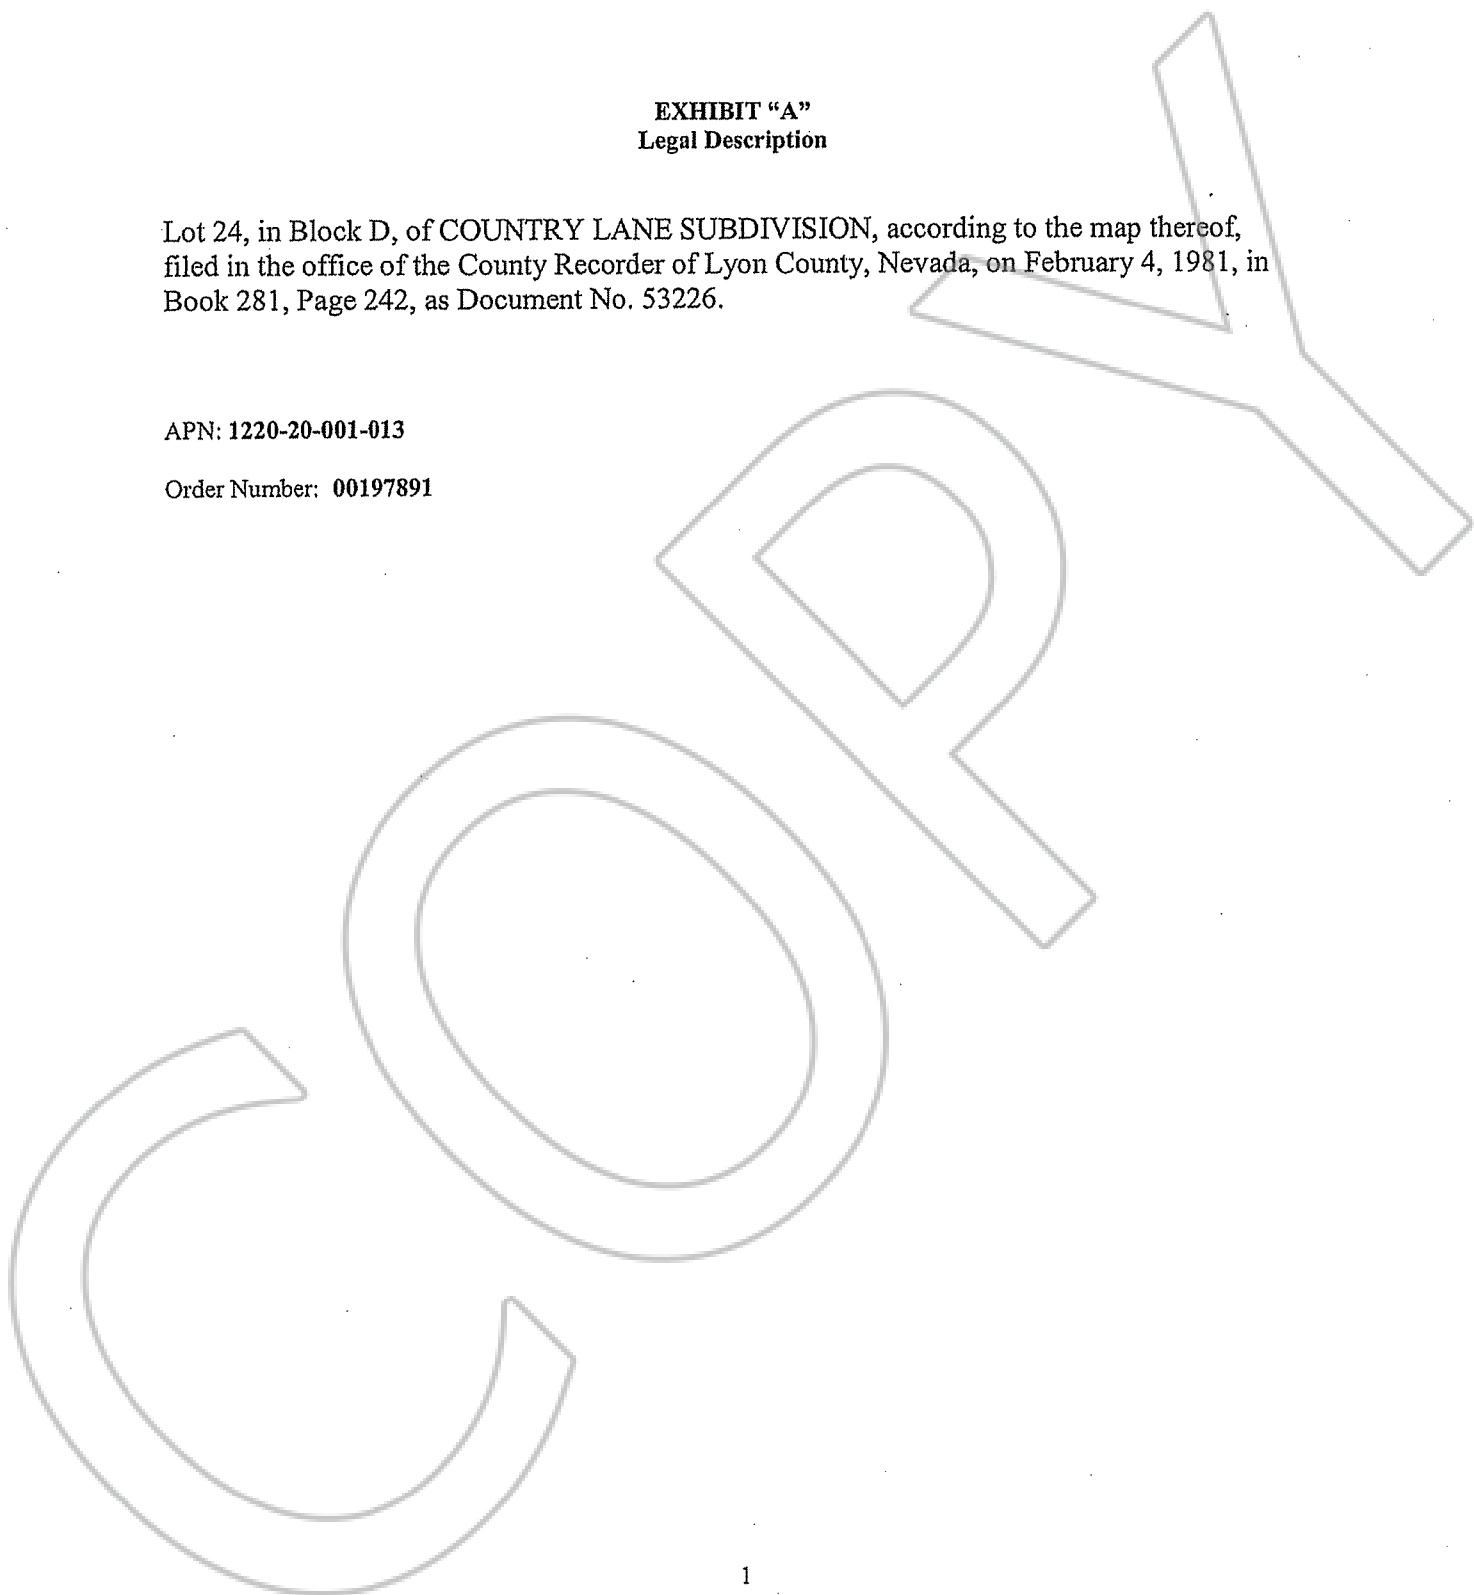 EXHIBIT “A”
Legal Description
Lot 24, in Block D, of COUNTRY LANE SUBDIVISION, according to the map thereof,
filed in the office of the County Recorder of Lyon County, Nevada, on February 4, 1981, in
Book 281, Page 242, as Document No. 53226.
APN: 1220-20-001-013
Order Number: 00197891
COPY
1